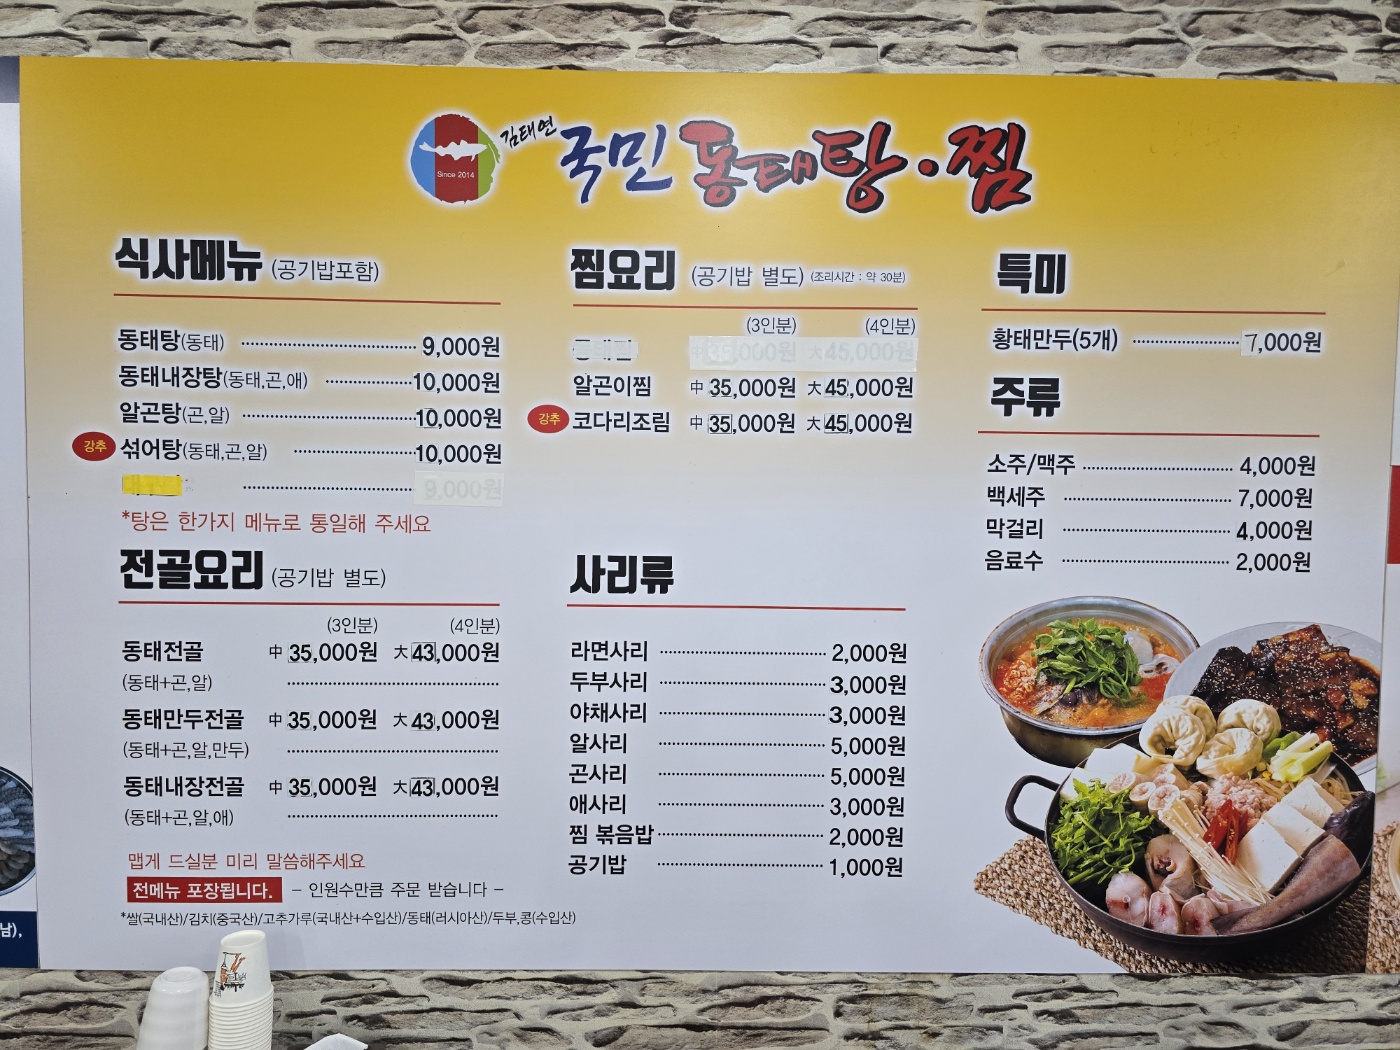 Since 2014
김태연
국민 동태탕·찜
식사메뉴 (공기밥포함)
동태탕(동태) 9,000원
동태내장탕(동태,곤,애) 10,000원
알곤탕(곤,알) 10,000원
강추 섞어탕(동태,곤,알) 10,000원
9,000원
*탕은 한가지 메뉴로 통일해 주세요
전골요리 (공기밥 별도)
(3인분) (4인분)
동태전골 中 35,000원 大 43,000원
(동태+곤,알)
동태만두전골 中 35,000원 大 43,000원
(동태+곤,알,만두)
동태내장전골 中 35,000원 大 43,000원
(동태+곤,알,애)
맵게 드실분 미리 말씀해주세요
전메뉴 포장됩니다. - 인원수만큼 주문 받습니다 -
*쌀(국내산)/김치(중국산)/고추가루(국내산+수입산)/동태(러시아산)/두부,콩(수입산)
찜요리 (공기밥 별도) (조리시간 : 약 30분)
(3인분) (4인분)
동태찜 中 35,000원 大 45,000원
알곤이찜 中 35,000원 大 45,000원
강추 코다리조림 中 35,000원 大 45,000원
사리류
라면사리 2,000원
두부사리 3,000원
야채사리 3,000원
알사리 5,000원
곤사리 5,000원
애사리 3,000원
찜 볶음밥 2,000원
공기밥 1,000원
특미
황태만두(5개) 7,000원
주류
소주/맥주 4,000원
백세주 7,000원
막걸리 4,000원
음료수 2,000원
남),